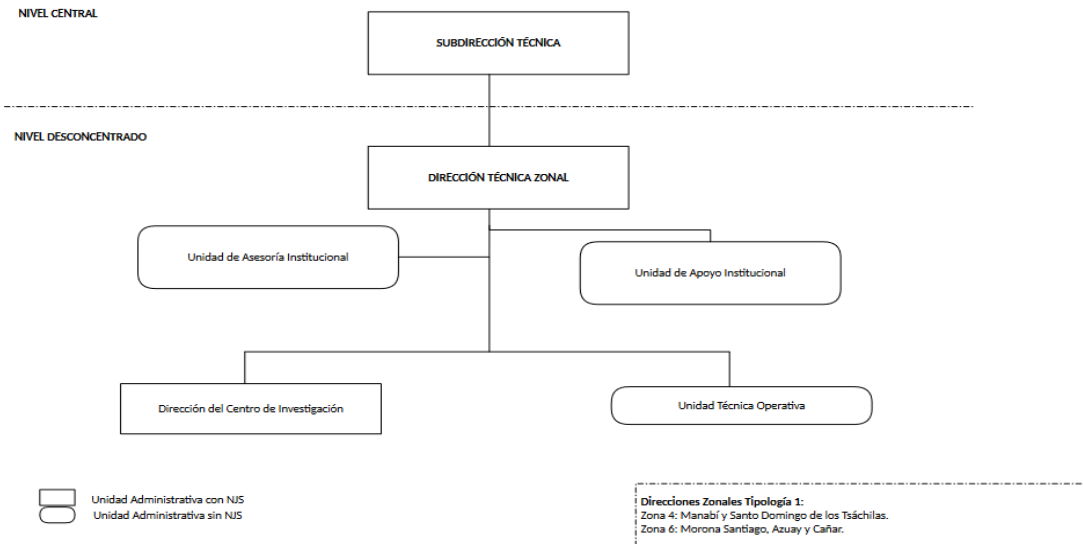 NIVEL CENTRAL
SUBDIRECCIÓN TÉCNICA
NIVEL DESCONCENTRADO
DIRECCIÓN TÉCNICA ZONAL
Unidad de Asesoría Institucional
Unidad de Apoyo Institucional
Dirección del Centro de Investigación
Unidad Técnica Operativa
Unidad Administrativa con NJS
Unidad Administrativa sin NJS
Direcciones Zonales Tipología 1:
Zona 4: Manabí y Santo Domingo de los Tsáchilas.
Zona 6: Morona Santiago, Azuay y Cañar.